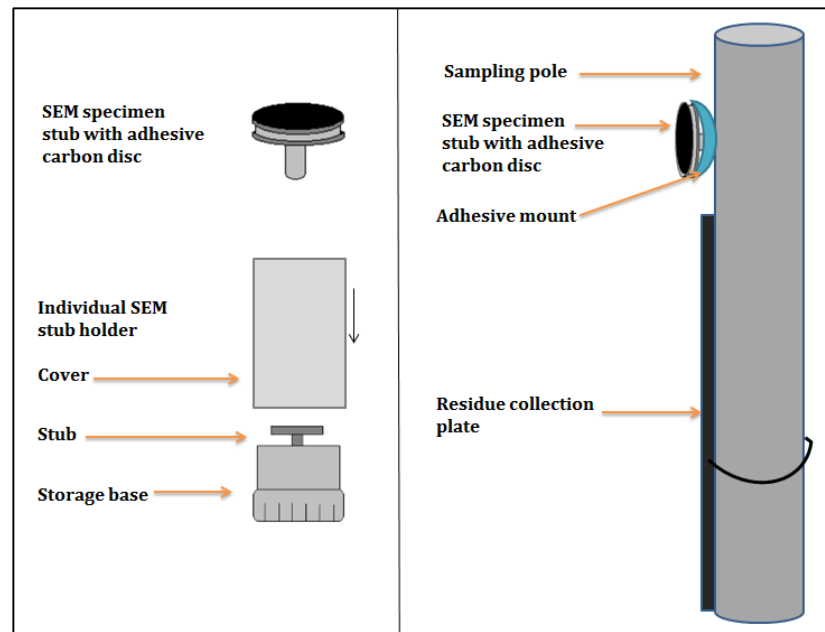 SEM specimen
stub with adhesive
carbon disc
Individual SEM
stub holder
Cover
Stub
Storage base
Sampling pole
SEM specimen
stub with adhesive
carbon disc
Adhesive mount
Residue collection
plate